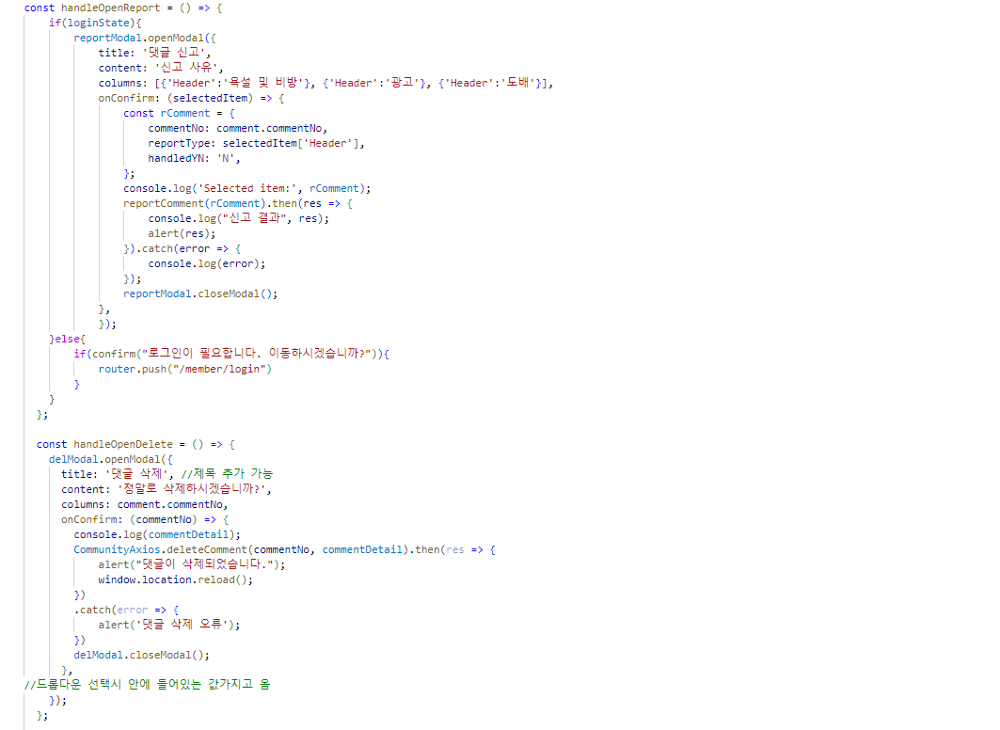 const handleOpenReport = () => {
if(loginState){
reportModal.openModal({
title: '댓글 신고',
content: '신고 사유',
columns: [{'Header':'욕설 및 비방'}, {'Header':'광고'}, {'Header':'도배'}],
onConfirm: (selectedItem) => {
const rComment = {
commentNo: comment.commentNo,
reportType: selectedItem['Header'],
handledYN: 'N',
};
console.log('Selected item:', rComment);
reportComment(rComment).then(res => {
console.log("신고 결과", res);
alert(res);
}).catch(error => {
console.log(error);
});
reportModal.closeModal();
},
});
}else{
if(confirm("로그인이 필요합니다. 이동하시겠습니까?")){
router.push("/member/login")
}
}
};
const handleOpenDelete = () => {
delModal.openModal({
title: '댓글 삭제', //제목 추가 가능
content: '정말로 삭제하시겠습니까?',
columns: comment.commentNo,
onConfirm: (commentNo) => {
console.log(commentDetail);
CommunityAxios.deleteComment(commentNo, commentDetail).then(res => {
alert("댓글이 삭제되었습니다.");
window.location.reload();
})
.catch(error => {
alert('댓글 삭제 오류');
})
delModal.closeModal();
},
//드롭다운 선택시 안에 들어있는 값가지고 옴
});
};